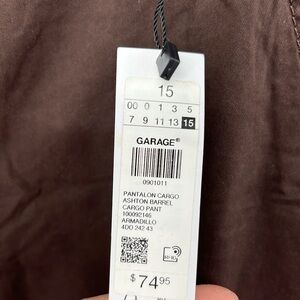 15
00 0 1 3 5
7 9 11 13 15
GARAGE®
0901011
PANTALON CARGO
ASHTON BARREL
CARGO PANT
100092146
ARMADILLO
4DO 242 43
$74.95